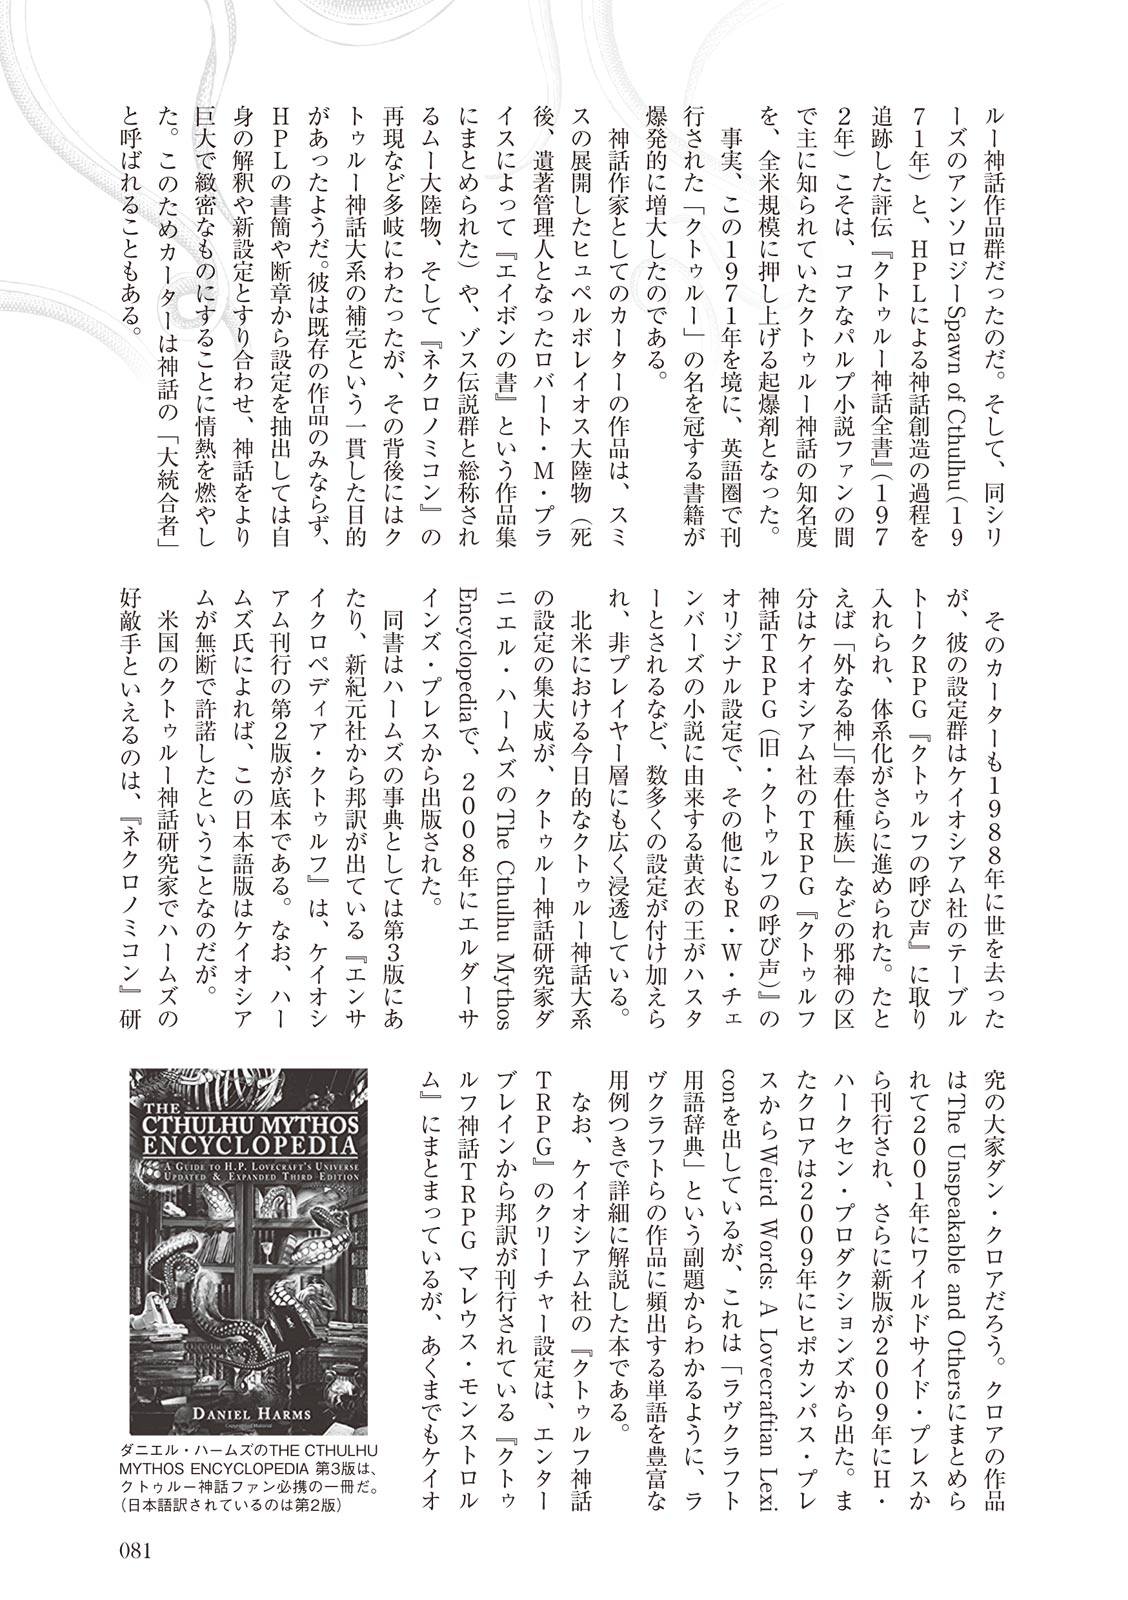 ルー神話作品群だったのだ。そして、同シリ
ーズのアンソロジーSpawn of Cthulhu(19
71年）と、HPLによる神話創造の過程を
追跡した評伝『クトゥルー神話全書』(197
2年）こそは、コアなパルプ小説ファンの間
で主に知られていたクトゥルー神話の知名度
を、全米規模に押し上げる起爆剤となった。
事実、この1971年を境に、英語圏で刊
行された「クトゥルー」の名を冠する書籍が
爆発的に増大したのである。
神話作家としてのカーターの作品は、スミ
スの展開したヒュペルボレイオス大陸物（死
後、遺著管理人となったロバート・M・プラ
イスによって『エイボンの書』という作品集
にまとめられた）や、ゾス伝説群と総称され
るムー大陸物、そして『ネクロノミコン』の
再現など多岐にわたったが、その背後にはク
トゥルー神話大系の補完という一貫した目的
があったようだ。彼は既存の作品のみならず、
HPLの書簡や断章から設定を抽出しては自
身の解釈や新設定とすり合わせ、神話をより
巨大で緻密なものにすることに情熱を燃やし
た。このためカーターは神話の「大統合者」
と呼ばれることもある。
そのカーターも1988年に世を去った
が、彼の設定群はケイオシアム社のテーブル
トークRPG『クトゥルフの呼び声』に取り
入れられ、体系化がさらに進められた。たと
えば「外なる神」「奉仕種族」などの邪神の区
分はケイオシアム社のTRPG『クトゥルフ
神話TRPG(旧・クトゥルフの呼び声)』の
オリジナル設定で、その他にもR・W・チェ
ンバーズの小説に由来する黄衣の王がハスタ
ーとされるなど、数多くの設定が付け加えら
れ、非プレイヤー層にも広く浸透している。
北米における今日的なクトゥルー神話大系
の設定の集大成が、クトゥルー神話研究家ダ
ニエル・ハームズのThe Cthulhu Mythos
Encyclopediaで、2008年にエルダーサ
インズ・プレスから出版された。
同書はハームズの事典としては第3版にあ
たり、新紀元社から邦訳が出ている『エンサ
イクロペディア・クトゥルフ』は、ケイオシ
アム刊行の第2版が底本である。なお、ハー
ムズ氏によれば、この日本語版はケイオシア
ムが無断で許諾したということなのだが。
米国のクトゥルー神話研究家でハームズの
好敵手といえるのは、『ネクロノミコン』研
究の大家ダン・クロアだろう。クロアの作品
はThe Unspeakable and Othersにまとめら
れて2001年にワイルドサイド・プレスか
ら刊行され、さらに新版が2009年にH・
ハークセン・プロダクションズから出た。ま
たクロアは2009年にヒポカンパス・プレ
スからWeird Words: A Lovecraftian Lexi
conを出しているが、これは「ラヴクラフト
用語辞典」という副題からわかるように、ラ
ヴクラフトらの作品に頻出する単語を豊富な
用例つきで詳細に解説した本である。
なお、ケイオシアム社の『クトゥルフ神話
TRPG』のクリーチャー設定は、エンター
ブレインから邦訳が刊行されている『クトゥ
ルフ神話TRPG マレウス・モンストロル
ム』にまとまっているが、あくまでもケイオ
THE
CTHULHU MYTHOS
ENCYCLOPEDIA
A GUIDE TO H.P. LOVECRAFT'S UNIVERSE
UPDATED & EXPANDED THIRD EDITION
DANIEL HARMS
Copyrighted Material
ダニエル・ハームズのTHE CTHULHU
MYTHOS ENCYCLOPEDIA 第3版は、
クトゥルー神話ファン必携の一冊だ。
（日本語訳されているのは第2版）
081